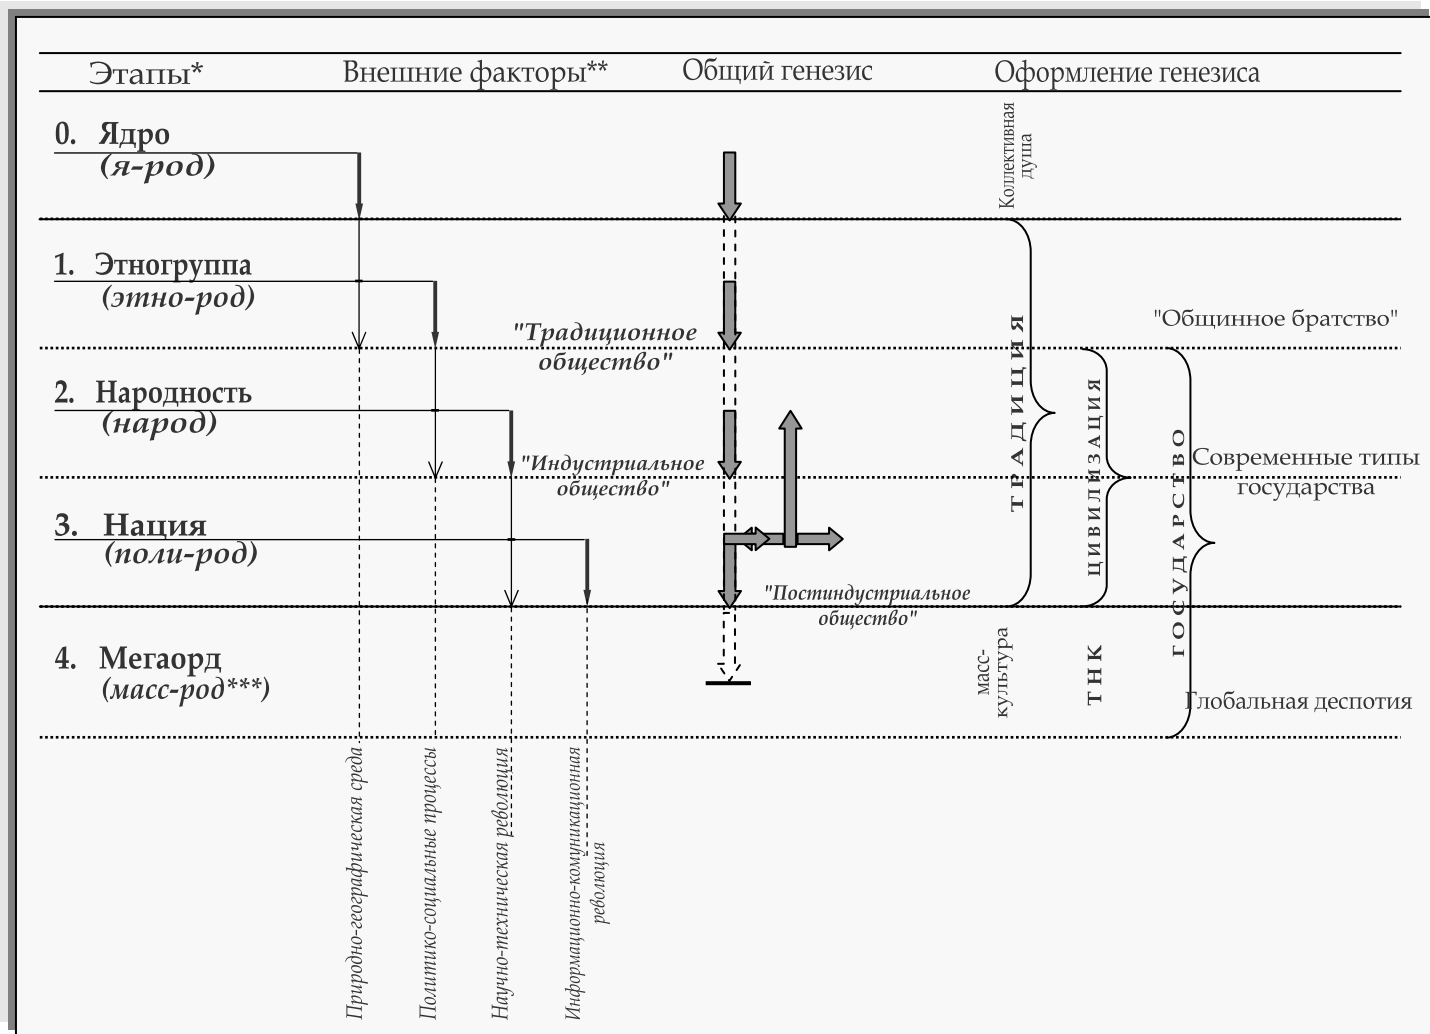 Этапы*
Внешние факторы**
Общий генезис
Оформление генезиса
0. Ядро
(я-род)
Коллективная
душа
1. Этногруппа
(этно-род)
"Традиционное
общество"
"Общинное братство"
2. Народность
(народ)
"Индустриальное
общество"
ТРАДИЦИЯ
ЦИВИЛИЗАЦИЯ
ГОСУДАРСТВО
Современные типы
государства
3. Нация
(поли-род)
"Постиндустриальное
общество"
4. Мегаорд
(масс-род***)
масс-
культура
ТНК
Глобальная деспотия
Природно-географическая среда
Политико-социальные процессы
Научно-техническая революция
Информационно-комуникационная
революция